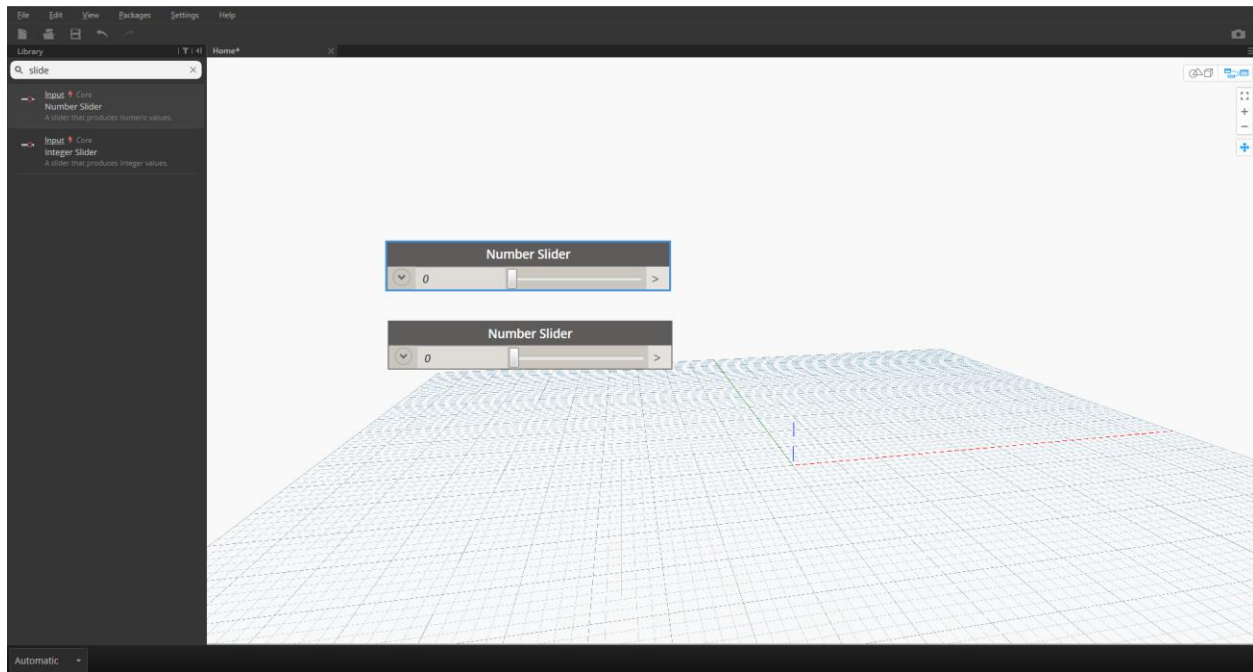 File Edit View Packages Settings Help
Library
Home*
slide
Input Core
Number Slider
A slider that produces numeric values.
Input Core
Integer Slider
A slider that produces integer values.
Number Slider
0 >
Number Slider
0 >
Automatic